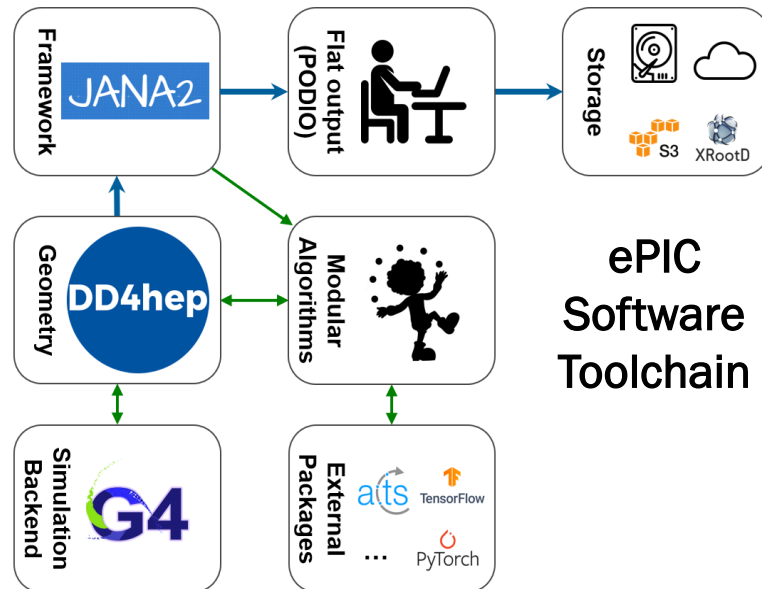 Framework
JANA2
Flat output
(PODIO)
Storage
S3
XRootD
Geometry
DD4hep
Modular
Algorithms
ePIC
Software
Toolchain
Simulation
Backend
G4
External
Packages
acts
TensorFlow
...
PyTorch